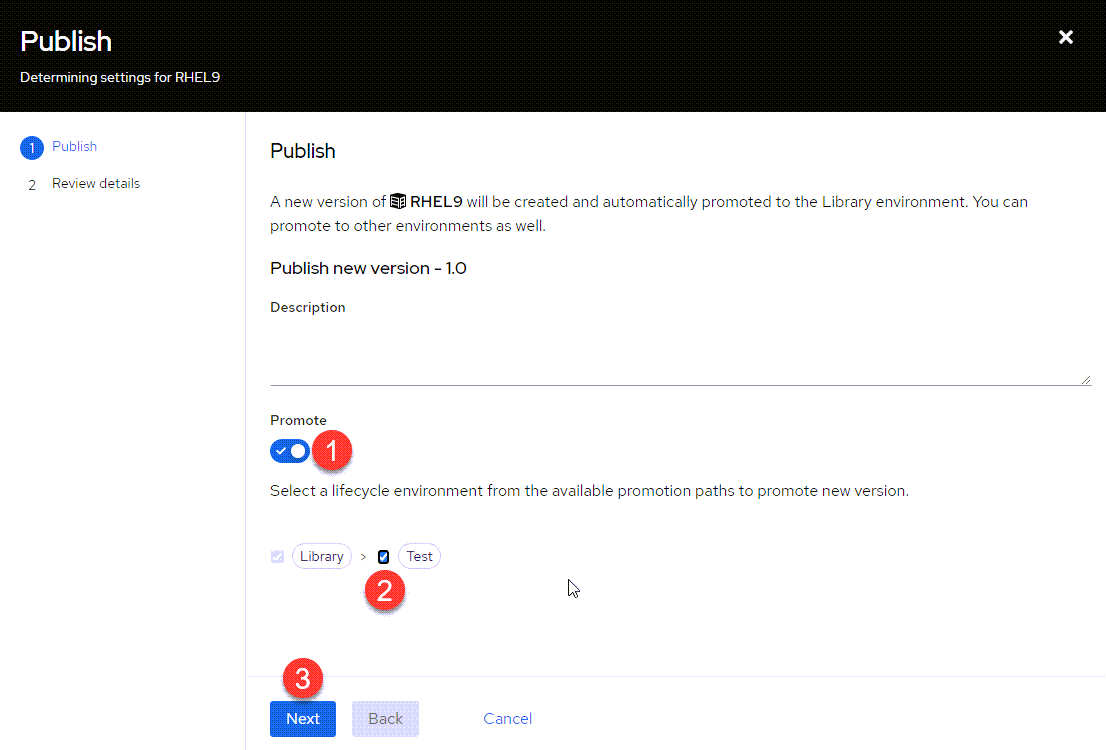 Publish
Determining settings for RHEL9
1 Publish
2 Review details
Publish
A new version of RHEL9 will be created and automatically promoted to the Library environment. You can
promote to other environments as well.
Publish new version - 1.0
Description
Promote
1
Select a lifecycle environment from the available promotion paths to promote new version.
Library > Test
2
3
Next Back Cancel